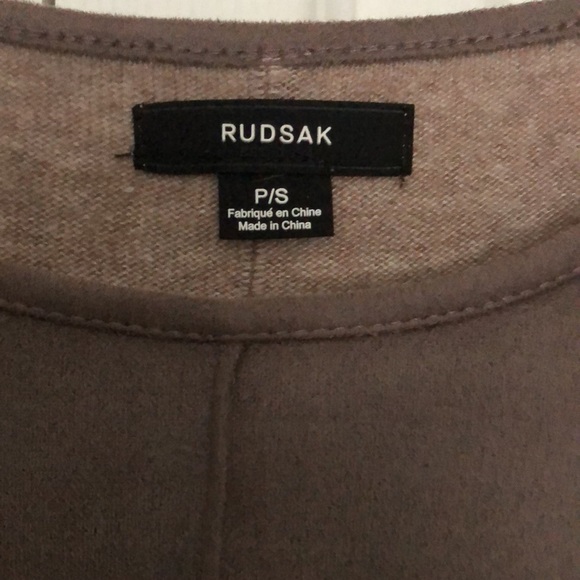 RUDSAK
P/S
Fabriqué en Chine
Made in China